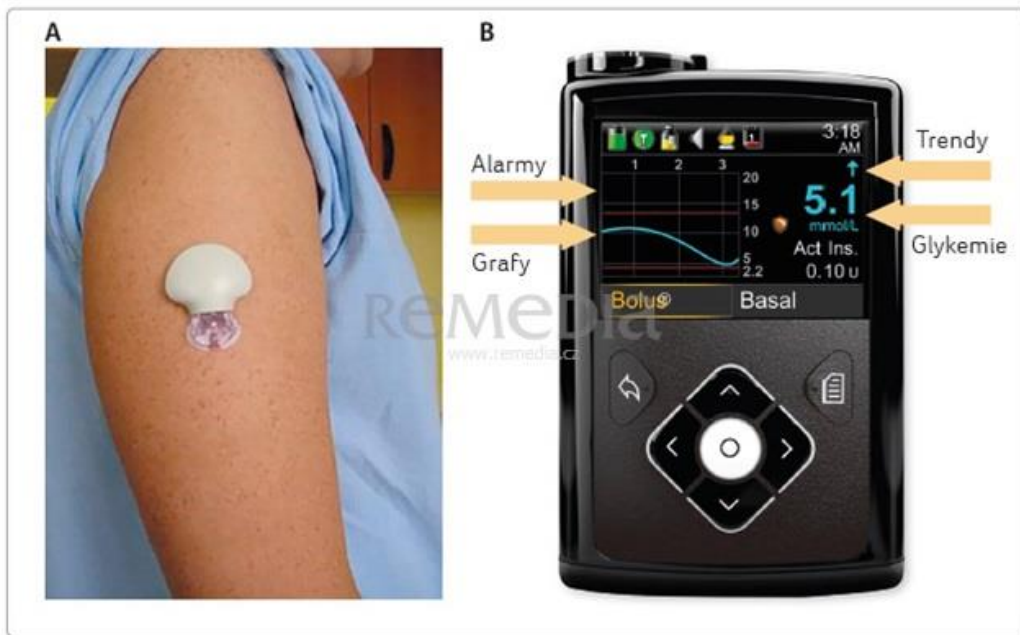 A
B
Alarmy
Grafy
Trendy
Glykemie
3:18
AM
1 2 3
20
15
10
5
2.2
5.1
mmol/L
Act Ins.
0.10 U
Bolus®
Basal
ReMeDia
www.remedia.cz